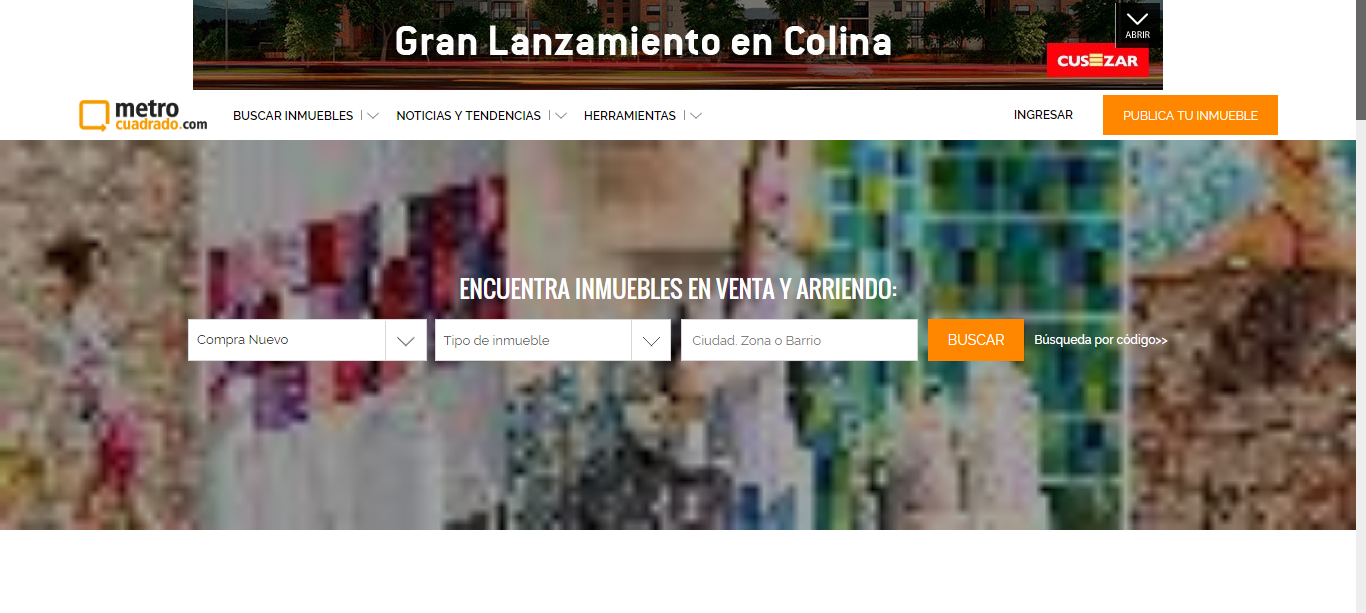 Gran Lanzamiento en Colina
ABRIR
CUSEZAR
metro
cuadrado.com
BUSCAR INMUEBLES
NOTICIAS Y TENDENCIAS
HERRAMIENTAS
INGRESAR
PUBLICA TU INMUEBLE
ENCUENTRA INMUEBLES EN VENTA Y ARRIENDO:
Compra Nuevo
Tipo de inmueble
Ciudad. Zona o Barrio
BUSCAR
Búsqueda por código>>